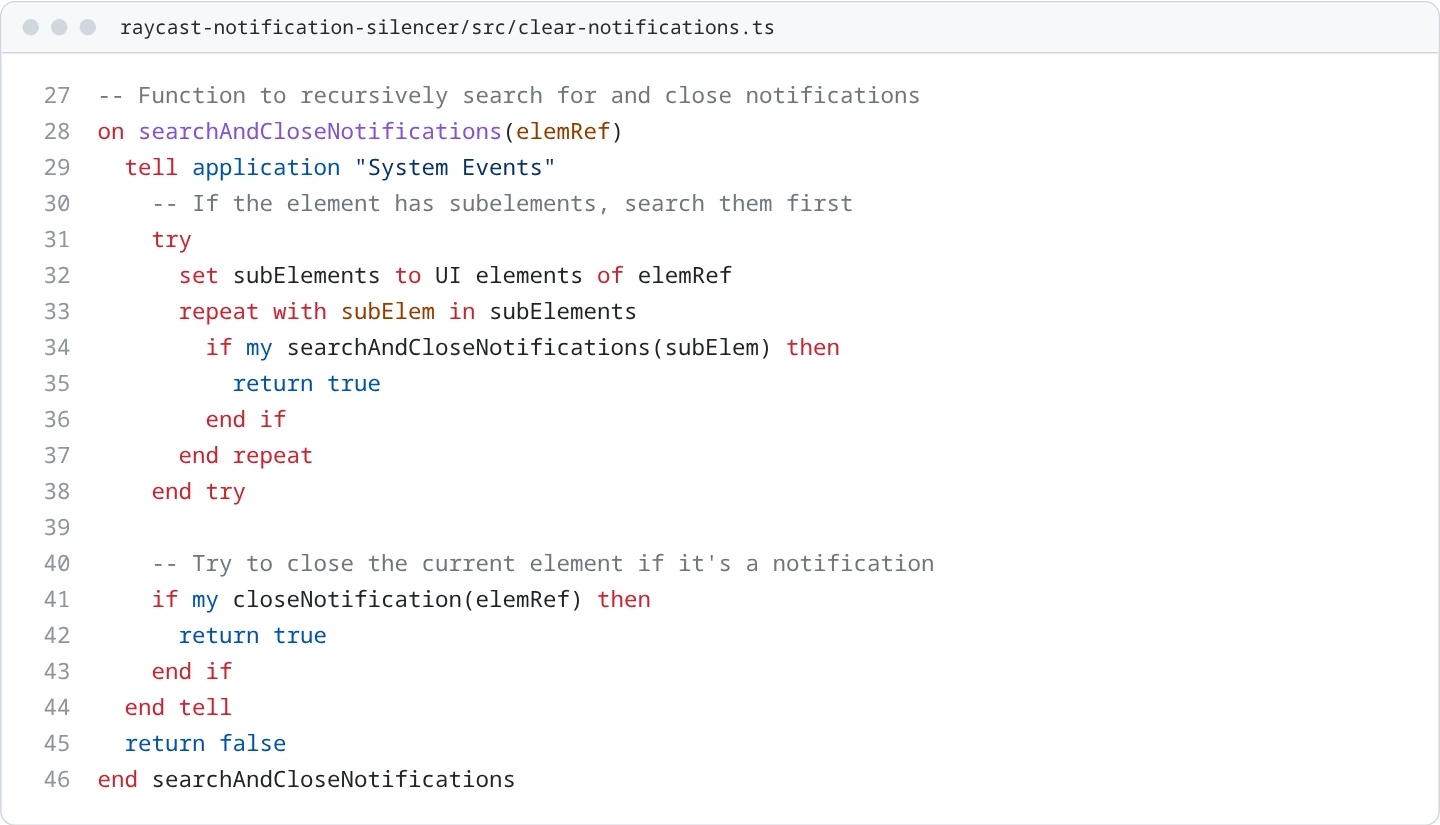 raycast-notification-silencer/src/clear-notifications.ts
27 -- Function to recursively search for and close notifications
28 on searchAndCloseNotifications(elemRef)
29   tell application "System Events"
30     -- If the element has subelements, search them first
31     try
32       set subElements to UI elements of elemRef
33       repeat with subElem in subElements
34         if my searchAndCloseNotifications(subElem) then
35           return true
36         end if
37       end repeat
38     end try
39
40     -- Try to close the current element if it's a notification
41     if my closeNotification(elemRef) then
42       return true
43     end if
44   end tell
45   return false
46 end searchAndCloseNotifications